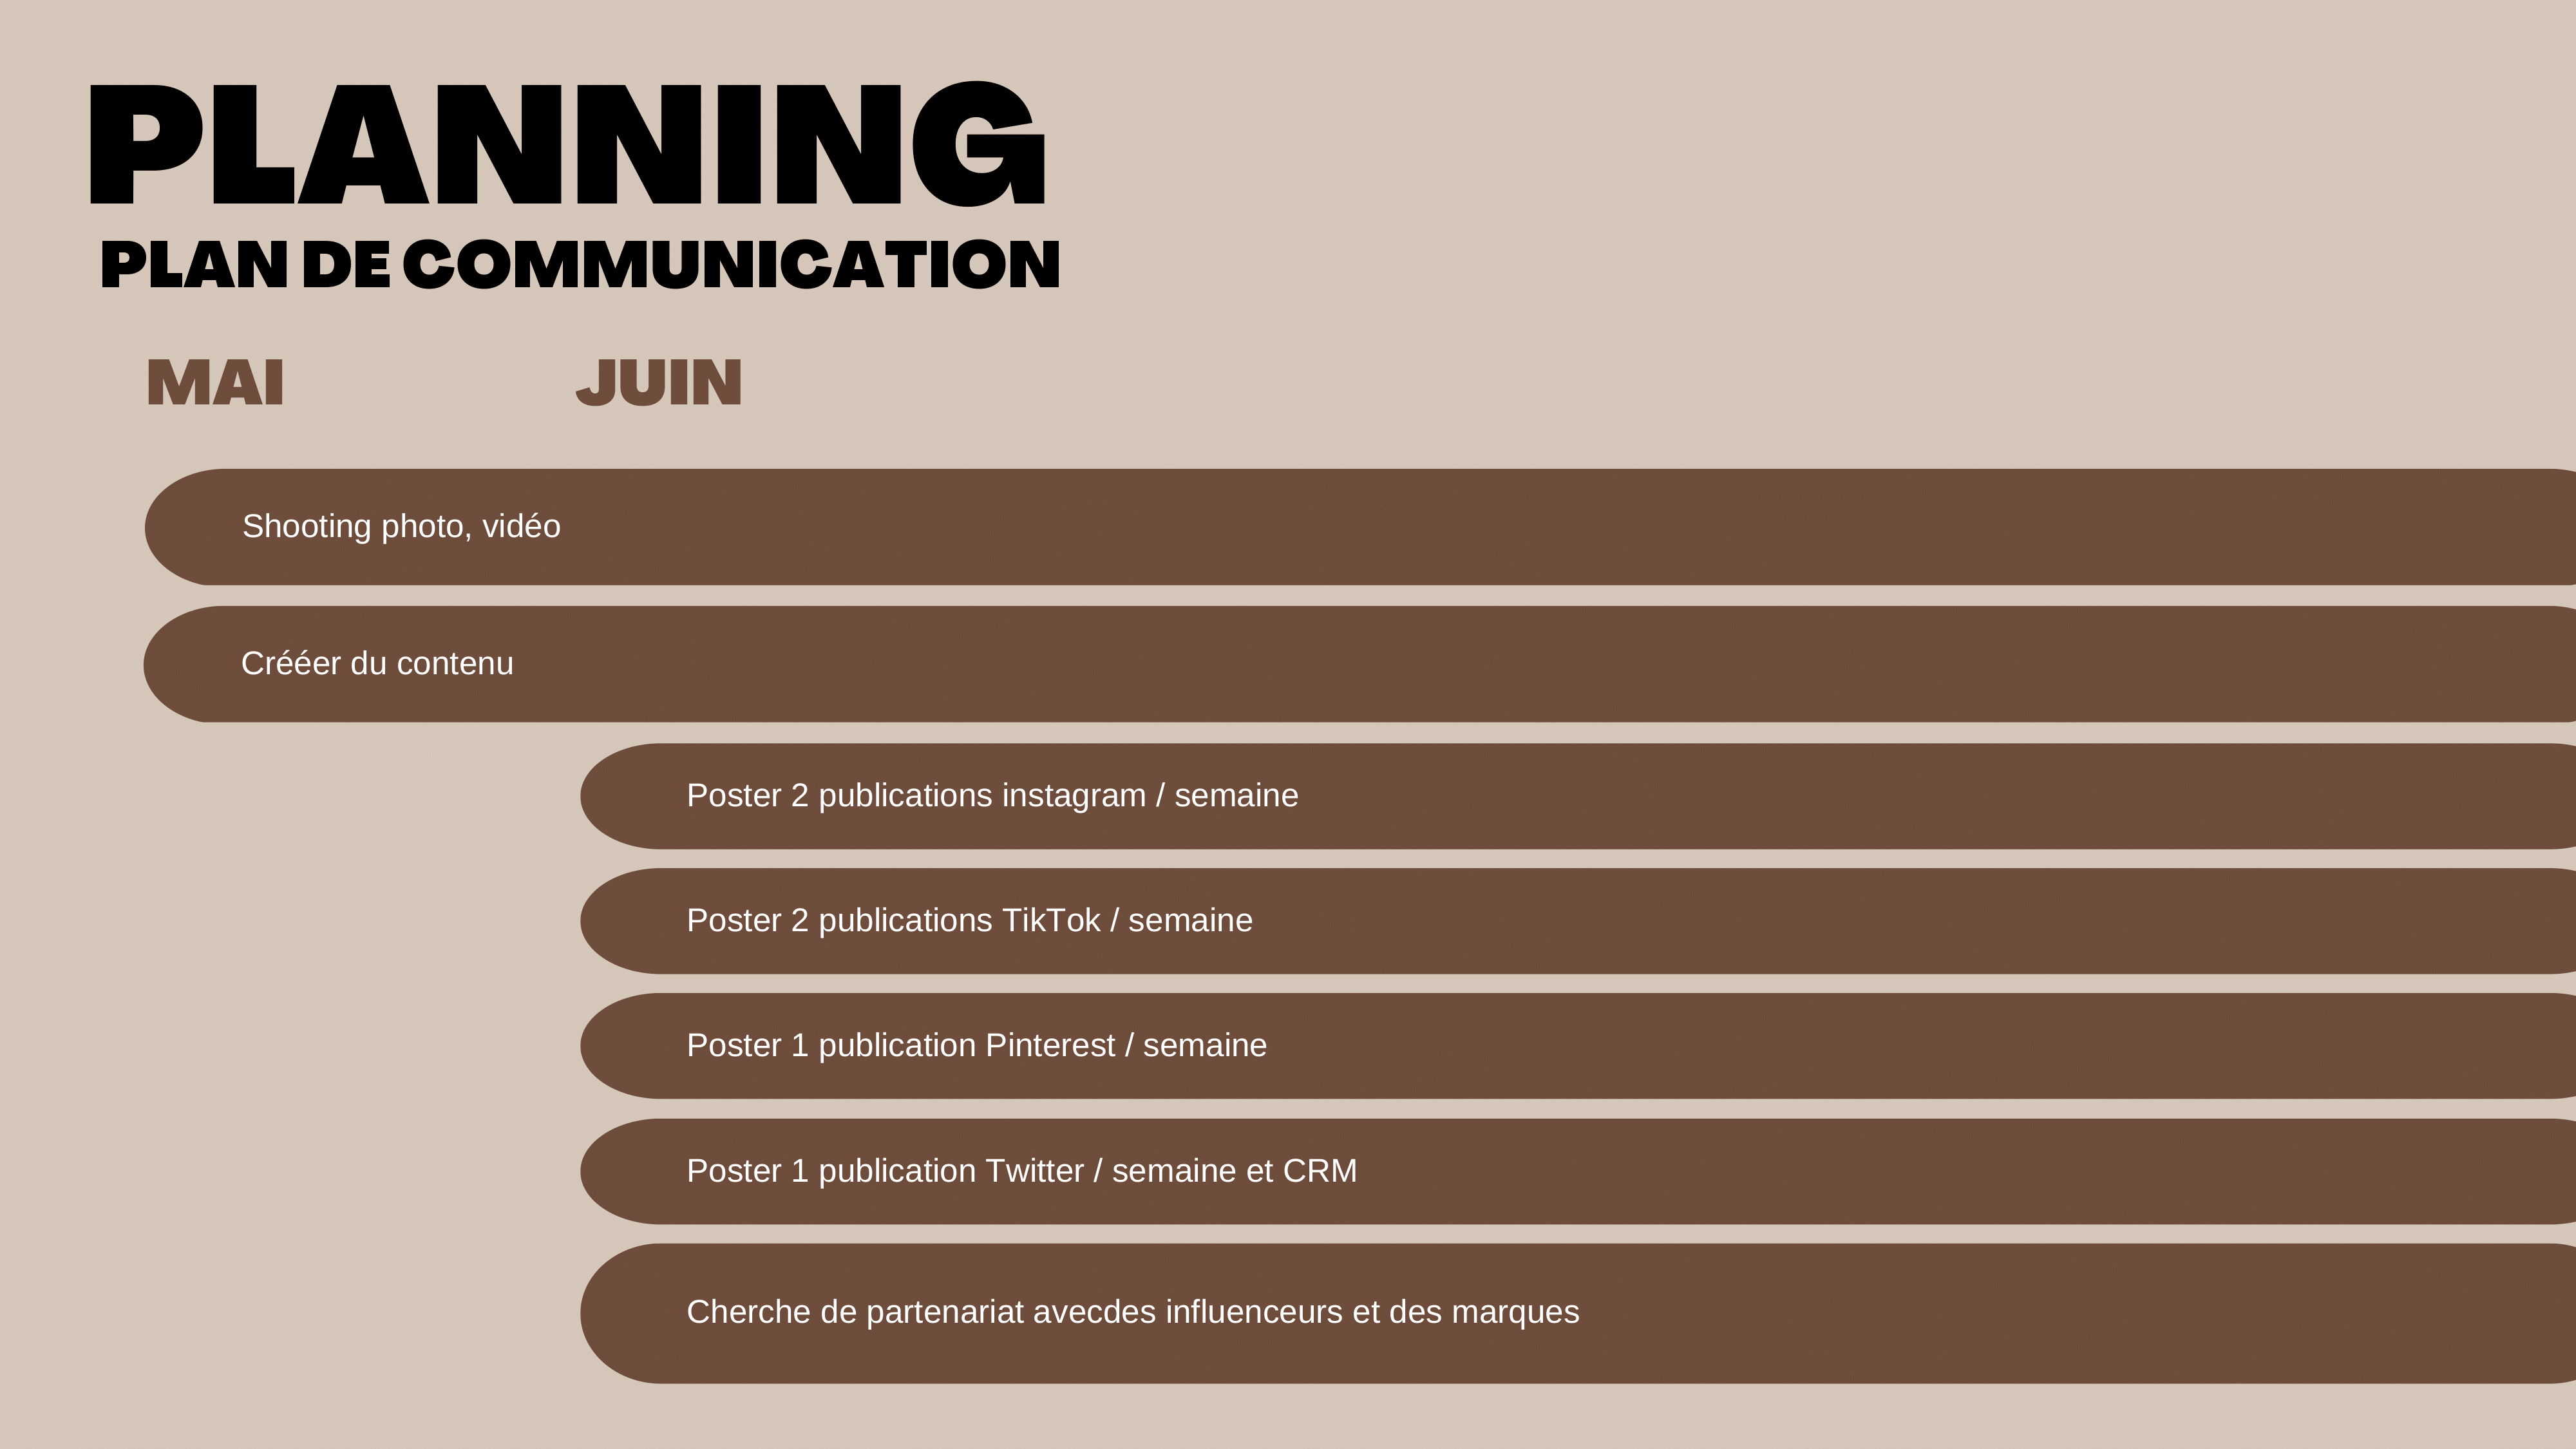 PLANNING
PLAN DE COMMUNICATION
MAI JUIN
Shooting photo, vidéo
Crééer du contenu
Poster 2 publications instagram / semaine
Poster 2 publications TikTok / semaine
Poster 1 publication Pinterest / semaine
Poster 1 publication Twitter / semaine et CRM
Cherche de partenariat avecdes influenceurs et des marques